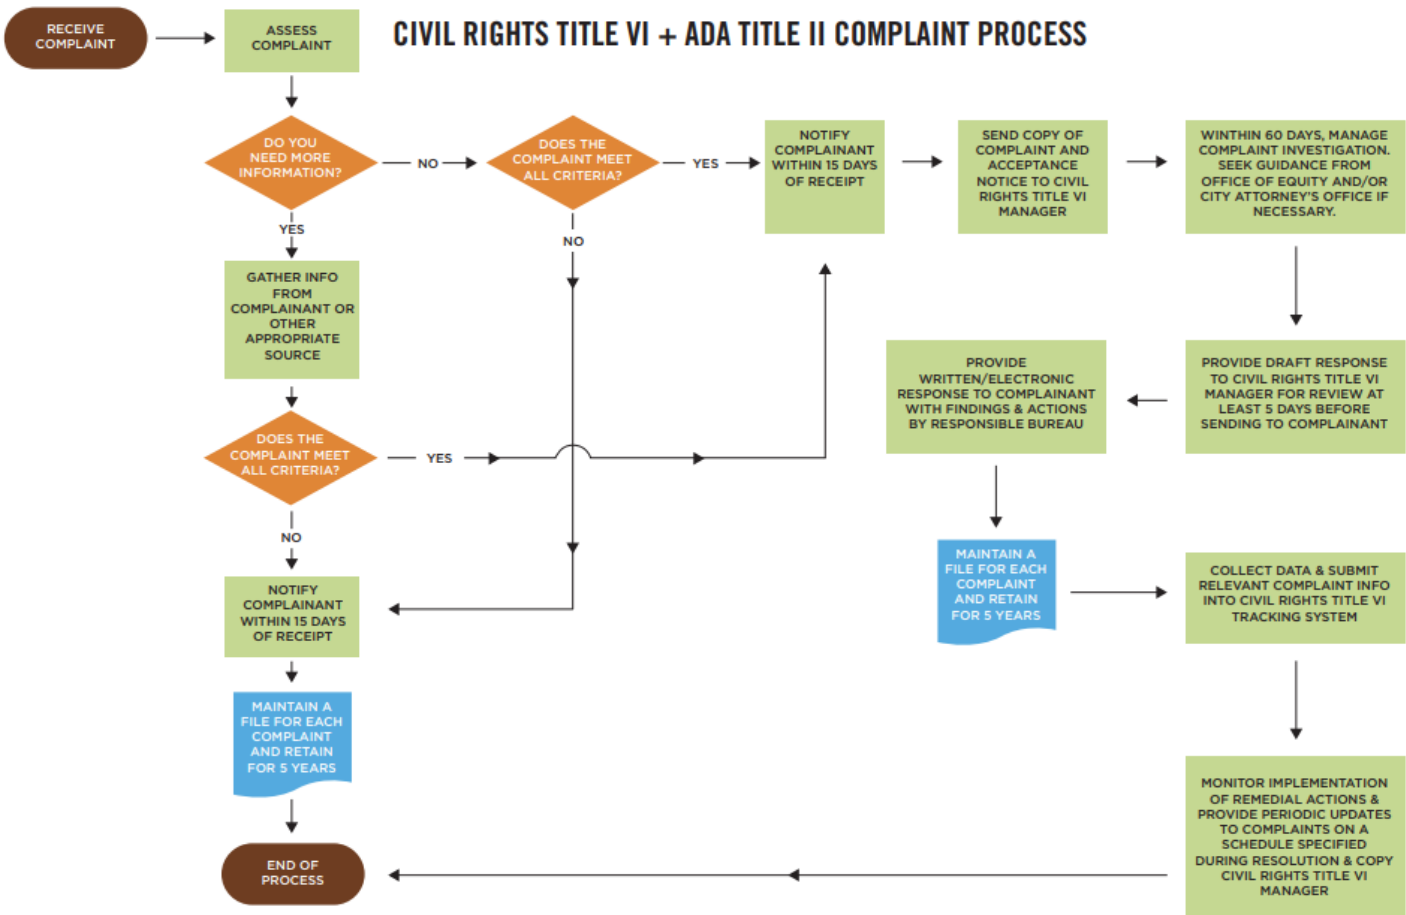 RECEIVE
COMPLAINT
ASSESS
COMPLAINT
CIVIL RIGHTS TITLE VI + ADA TITLE II COMPLAINT PROCESS
DO YOU
NEED MORE
INFORMATION?
NO
DOES THE
COMPLAINT MEET
ALL CRITERIA?
YES
NOTIFY
COMPLAINANT
WITHIN 15 DAYS
OF RECEIPT
SEND COPY OF
COMPLAINT AND
ACCEPTANCE
NOTICE TO CIVIL
RIGHTS TITLE VI
MANAGER
WINTHIN 60 DAYS, MANAGE
COMPLAINT INVESTIGATION.
SEEK GUIDANCE FROM
OFFICE OF EQUITY AND/OR
CITY ATTORNEY'S OFFICE IF
NECESSARY.
YES
NO
GATHER INFO
FROM
COMPLAINANT OR
OTHER
APPROPRIATE
SOURCE
PROVIDE
WRITTEN/ELECTRONIC
RESPONSE TO COMPLAINANT
WITH FINDINGS & ACTIONS
BY RESPONSIBLE BUREAU
PROVIDE DRAFT RESPONSE
TO CIVIL RIGHTS TITLE VI
MANAGER FOR REVIEW AT
LEAST 5 DAYS BEFORE
SENDING TO COMPLAINANT
DOES THE
COMPLAINT MEET
ALL CRITERIA?
YES
NO
MAINTAIN A
FILE FOR EACH
COMPLAINT
AND RETAIN
FOR 5 YEARS
COLLECT DATA & SUBMIT
RELEVANT COMPLAINT INFO
INTO CIVIL RIGHTS TITLE VI
TRACKING SYSTEM
NOTIFY
COMPLAINANT
WITHIN 15 DAYS
OF RECEIPT
MAINTAIN A
FILE FOR EACH
COMPLAINT
AND RETAIN
FOR 5 YEARS
MONITOR IMPLEMENTATION
OF REMEDIAL ACTIONS &
PROVIDE PERIODIC UPDATES
TO COMPLAINTS ON A
SCHEDULE SPECIFIED
DURING RESOLUTION & COPY
CIVIL RIGHTS TITLE VI
MANAGER
END OF
PROCESS